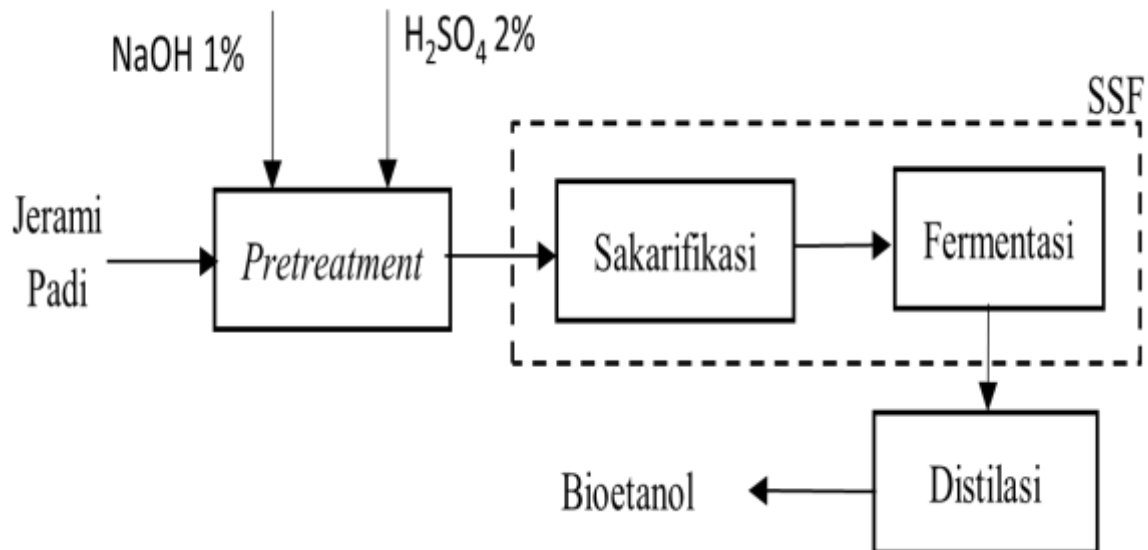 NaOH 1%
H₂SO₄ 2%
SSF
Jerami
Padi
Pretreatment
Sakarifikasi
Fermentasi
Bioetanol
Distilasi